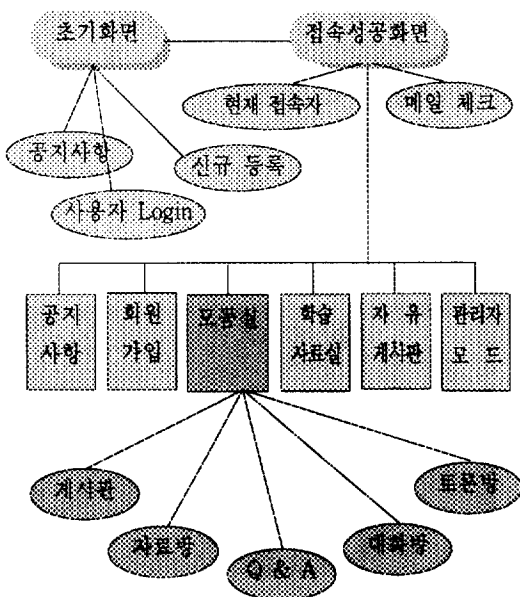 초기화면
접속성공화면
현재 접속자
메일 체크
공지사항
신규 등록
사용자 Login
공지
사항
회원
가입
모둠실
학습
자료실
자 유
게시판
관리자
모 드
게시판
토론방
자료방
대화방
Q & A